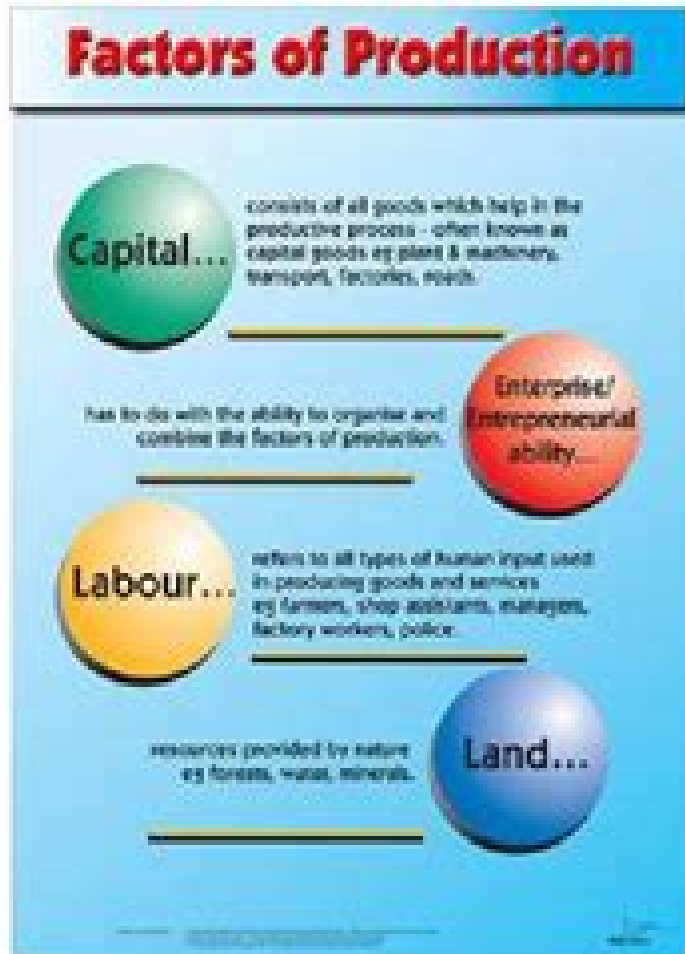 Factors of Production
Capital...
consists of all goods which help in the
productive process - often known as
capital goods eg plant & machinery,
transport, factories, roads.
Enterprise/
Entrepreneurial
ability...
has to do with the ability to organise and
combine the factors of production.
Labour...
refers to all types of human input used
in producing goods and services
eg farmers, shop assistants, managers,
factory workers, police
Land...
resources provided by nature
eg forests, water, minerals.